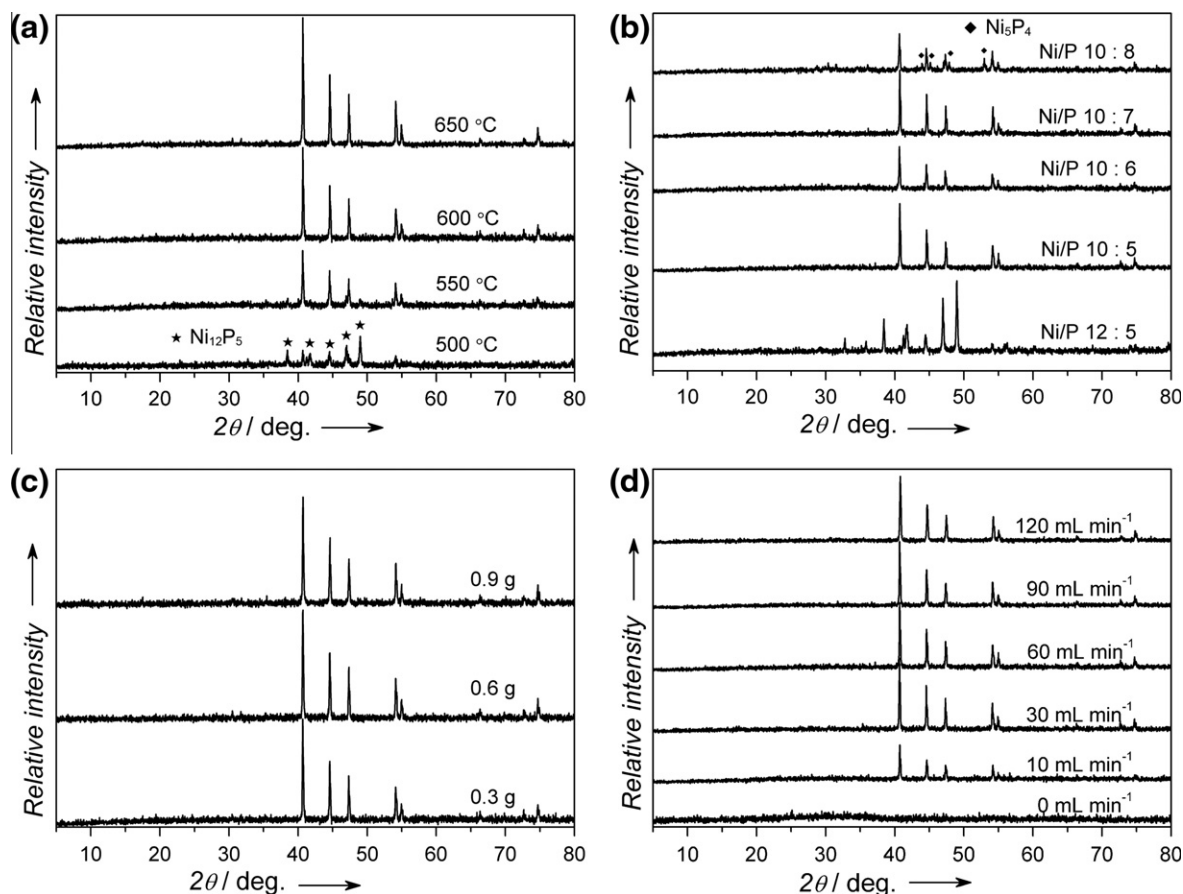 (a)
Relative intensity
650 °C
600 °C
550 °C
★ Ni₁₂P₅
500 °C
10 20 30 40 50 60 70 80
2θ / deg.
(b)
Relative intensity
◆ Ni₅P₄
Ni/P 10 : 8
Ni/P 10 : 7
Ni/P 10 : 6
Ni/P 10 : 5
Ni/P 12 : 5
10 20 30 40 50 60 70 80
2θ / deg.
(c)
Relative intensity
0.9 g
0.6 g
0.3 g
10 20 30 40 50 60 70 80
2θ / deg.
(d)
Relative intensity
120 mL min⁻¹
90 mL min⁻¹
60 mL min⁻¹
30 mL min⁻¹
10 mL min⁻¹
0 mL min⁻¹
10 20 30 40 50 60 70 80
2θ / deg.